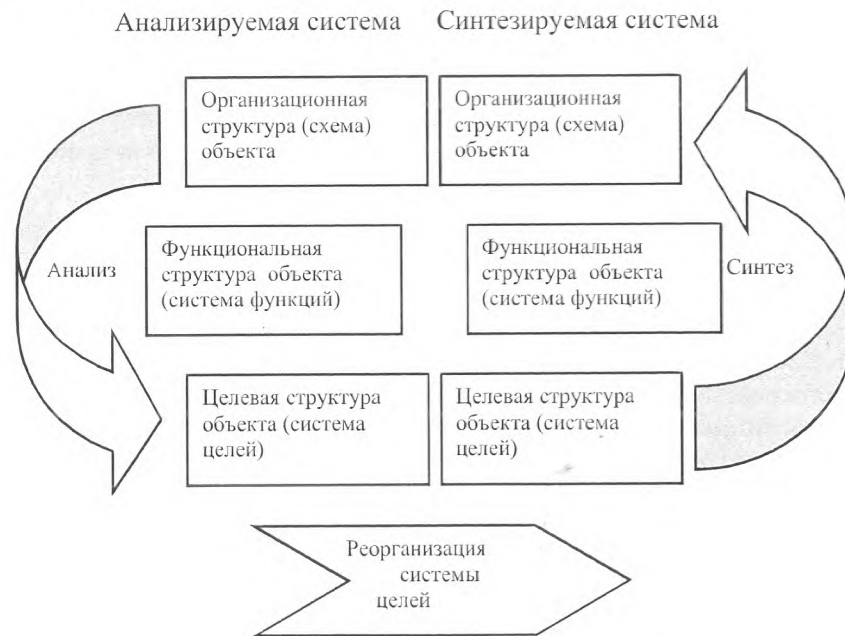 Анализируемая система Синтезируемая система
Организационная
структура (схема)
объекта
Организационная
структура (схема)
объекта
Анализ
Функциональная
структура объекта
(система функций)
Функциональная
структура объекта
(система функций)
Синтез
Целевая структура
объекта (система
целей)
Целевая структура
объекта (система
целей)
Реорганизация
системы
целей